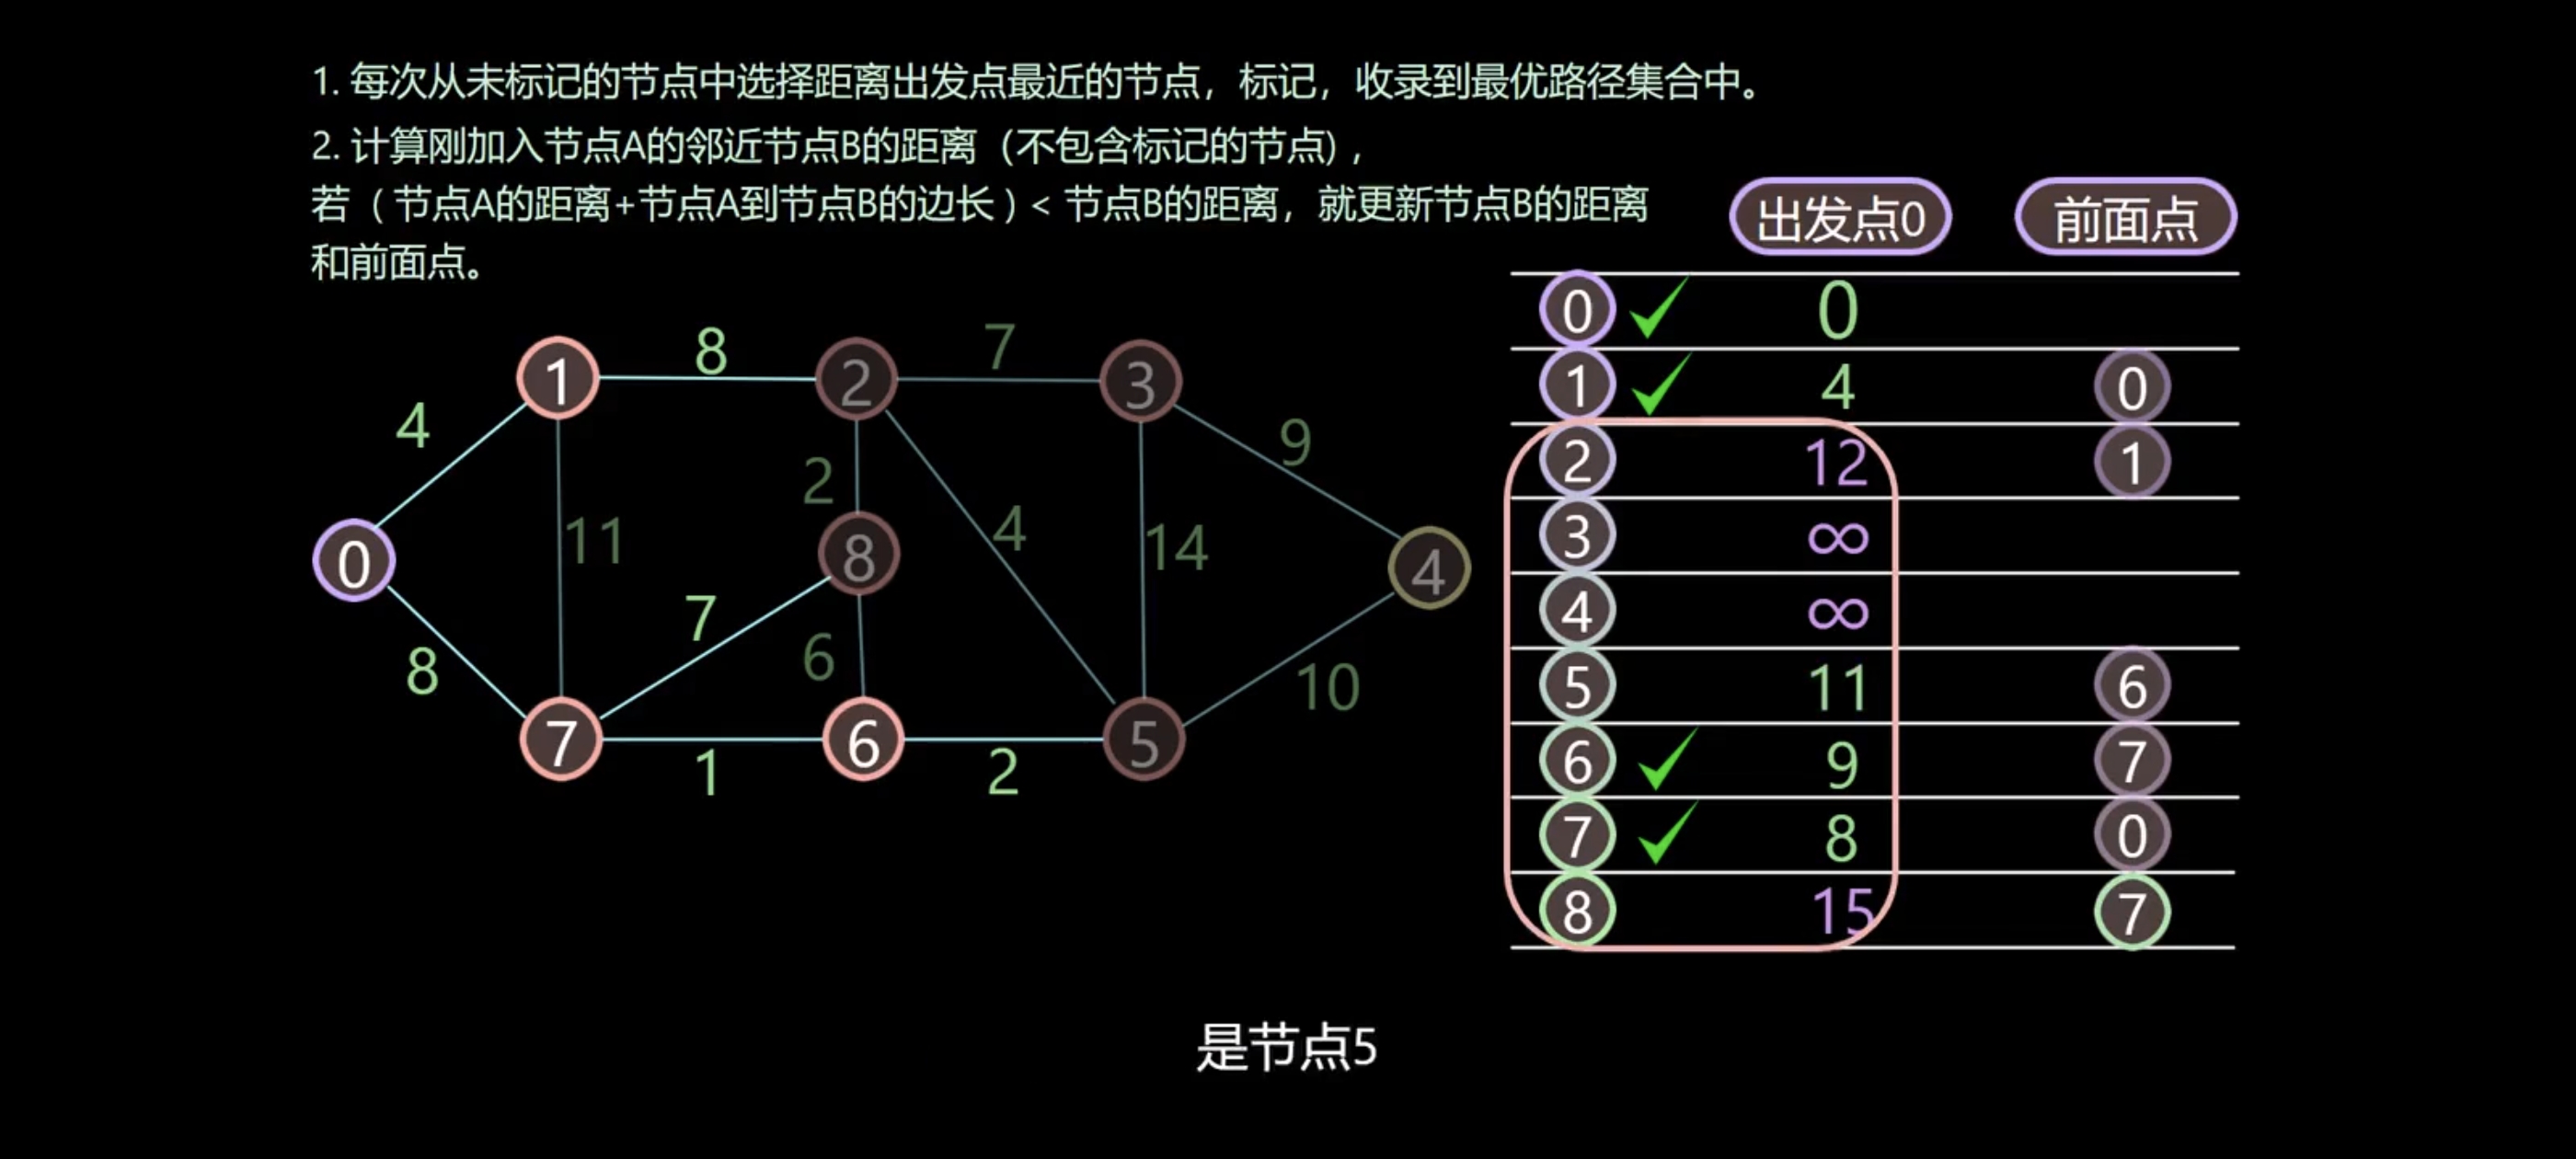 1. 每次从未标记的节点中选择距离出发点最近的节点，标记，收录到最优路径集合中。
2. 计算刚加入节点A的邻近节点B的距离（不包含标记的节点），
若（节点A的距离+节点A到节点B的边长）< 节点B的距离，就更新节点B的距离
和前面点。
出发点0 前面点
0 0
1 4 0
2 12 1
3 ∞
4 ∞
5 11 6
6 9 7
7 8 0
8 15 7
8 7
1 2 3
4 9
2
11 4 14
0 8 4
7
8 6 10
7 6 5
1 2
是节点5